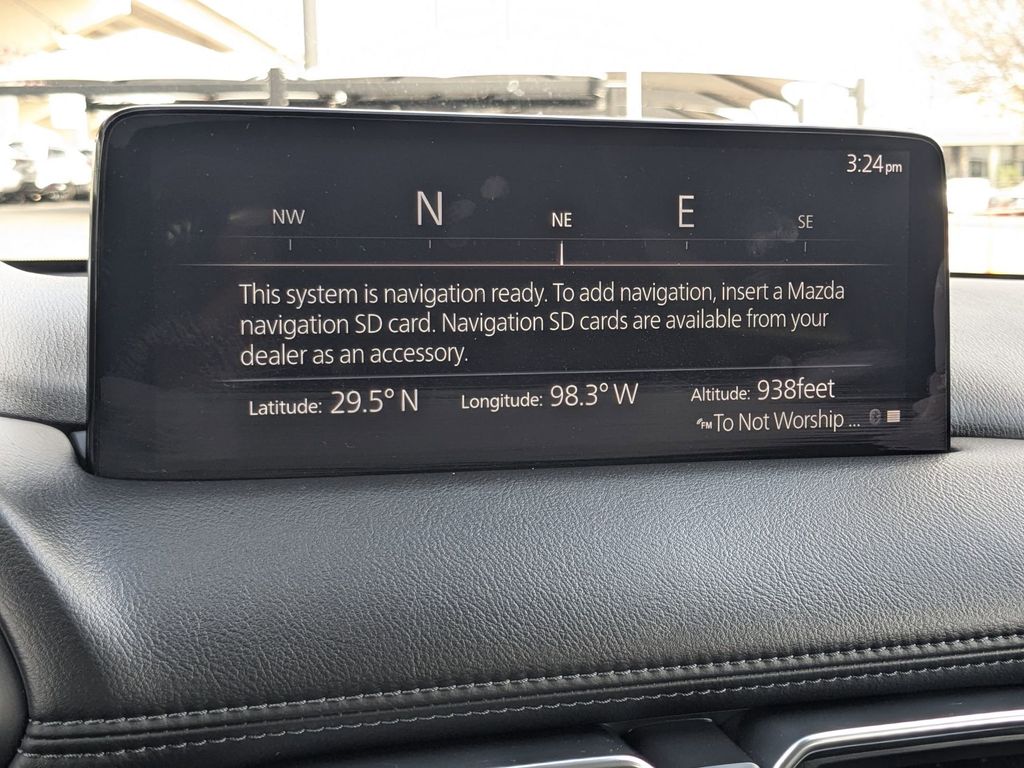 3:24pm
NW N NE E SE
This system is navigation ready. To add navigation, insert a Mazda
navigation SD card. Navigation SD cards are available from your
dealer as an accessory.
Latitude: 29.5° N Longitude: 98.3° W Altitude: 938feet
FM To Not Worship ...